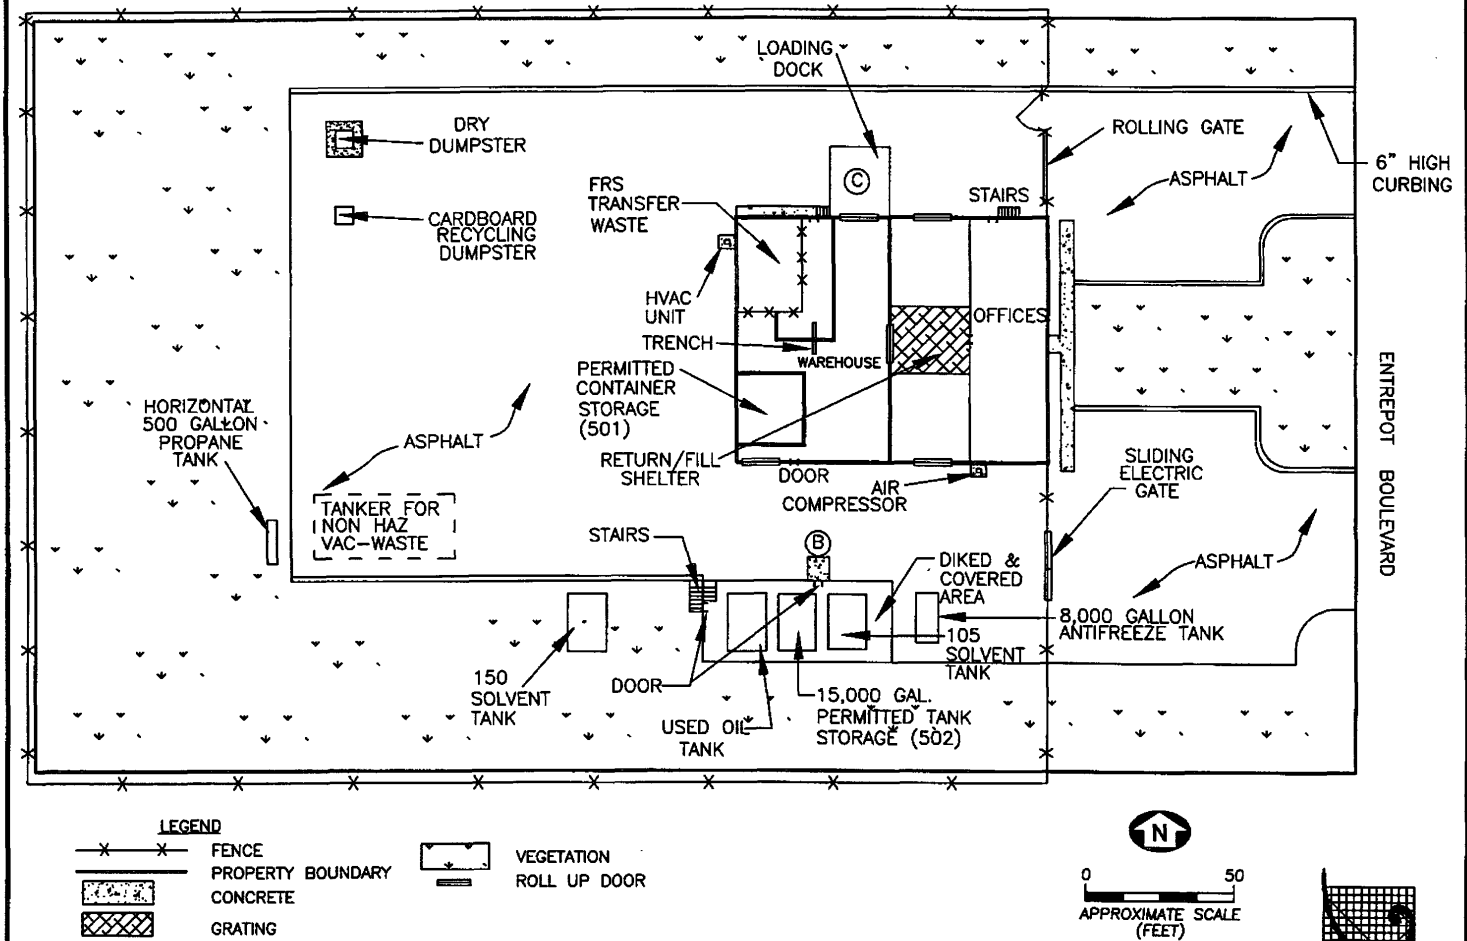 LOADING
DOCK
DRY
DUMPSTER
ROLLING GATE
6" HIGH
CURBING
ASPHALT
FRS
TRANSFER
WASTE
C
STAIRS
CARDBOARD
RECYCLING
DUMPSTER
HVAC
UNIT
OFFICES
TRENCH
WAREHOUSE
PERMITTED
CONTAINER
STORAGE
(501)
ENTREPOT BOULEVARD
HORIZONTAL
500 GALLON
PROPANE
TANK
ASPHALT
RETURN/FILL
SHELTER
DOOR
AIR
COMPRESSOR
SLIDING
ELECTRIC
GATE
TANKER FOR
NON HAZ
VAC-WASTE
STAIRS
B
DIKED &
COVERED
AREA
ASPHALT
8,000 GALLON
ANTIFREEZE TANK
105
SOLVENT
TANK
150
SOLVENT
TANK
DOOR
USED OIL
TANK
15,000 GAL.
PERMITTED TANK
STORAGE (502)
LEGEND
FENCE
PROPERTY BOUNDARY
CONCRETE
GRATING
VEGETATION
ROLL UP DOOR
N
0 50
APPROXIMATE SCALE
(FEET)